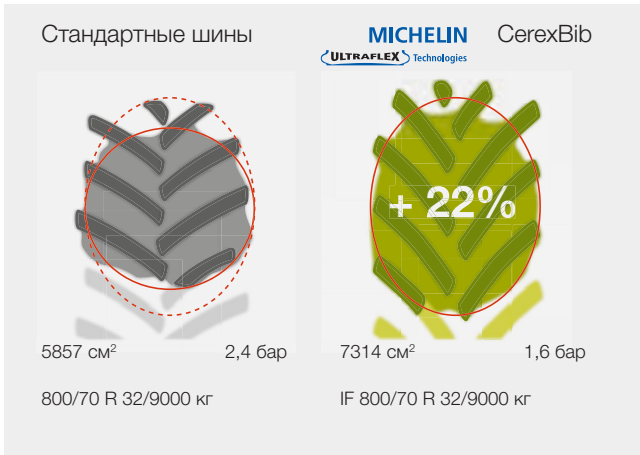 Стандартные шины
MICHELIN CerexBib
ULTRAFLEX Technologies
+ 22%
5857 см² 2,4 бар
7314 см² 1,6 бар
800/70 R 32/9000 кг
IF 800/70 R 32/9000 кг